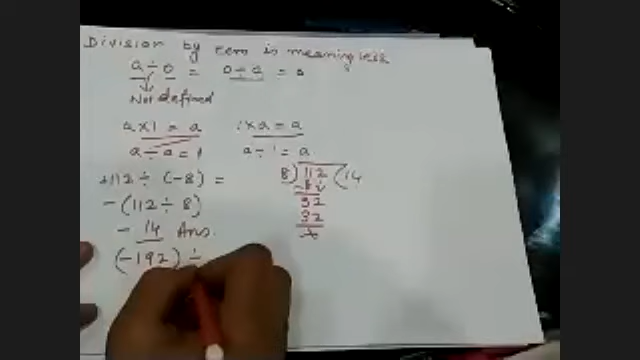 Division by zero is meaningless
a ÷ 0 = 0 ÷ a = 0
Not defined
a × 1 = a 1 × a = a
a ÷ a = 1 a ÷ 1 = a
+112 ÷ (-8) =
8)112(14
-(112 ÷ 8)
- 8
32
32
- 14 Ans
x
(-192) ÷